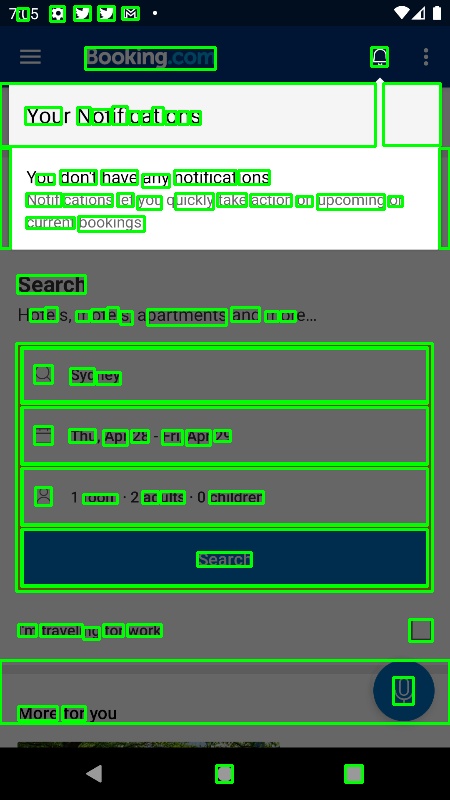 7:05
Booking.com
Your Notifications
You don't have any notifications
Notifications let you quickly take action on upcoming or
current bookings
Search
Hotels, motels, apartments and more...
Sydney
Thu, Apr 28 - Fri, Apr 29
1 room · 2 adults · 0 children
Search
I'm traveling for work
More for you